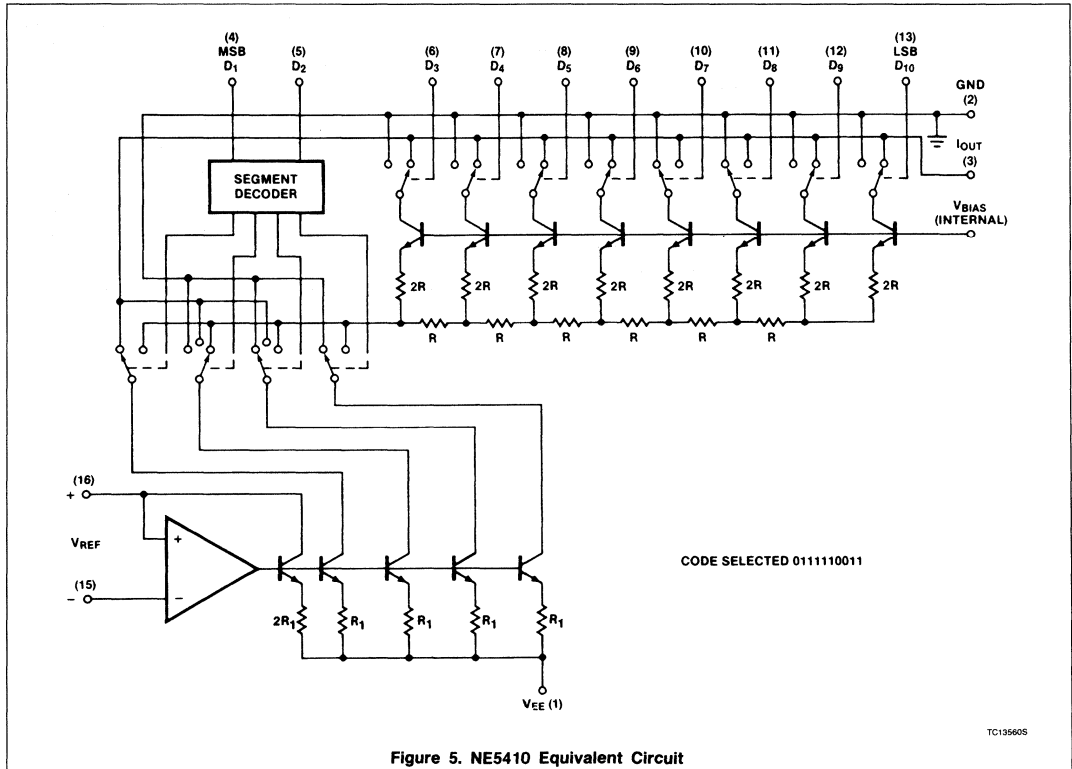 (4) MSB D1
(5) D2
(6) D3
(7) D4
(8) D5
(9) D6
(10) D7
(11) D8
(12) D9
(13) LSB D10
GND (2)
IOUT (3)
VBIAS (INTERNAL)
SEGMENT DECODER
2R 2R 2R 2R 2R 2R 2R 2R
R R R R R R
(16)
+
VREF
(15)
−
+
−
2R1 R1 R1 R1 R1
CODE SELECTED 0111110011
VEE (1)
TC13560S
Figure 5. NE5410 Equivalent Circuit